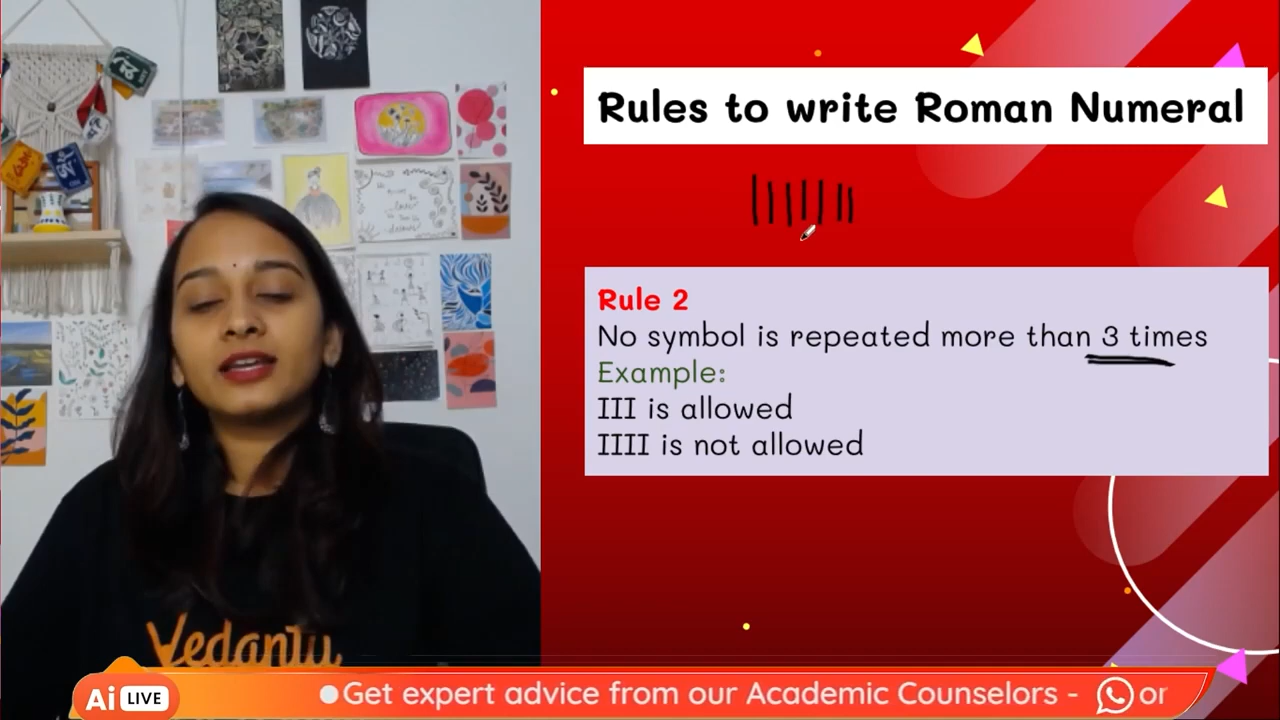 Rules to write Roman Numeral
Rule 2
No symbol is repeated more than 3 times
Example:
III is allowed
IIII is not allowed
Vedantu
Ai LIVE
Get expert advice from our Academic Counselors - or